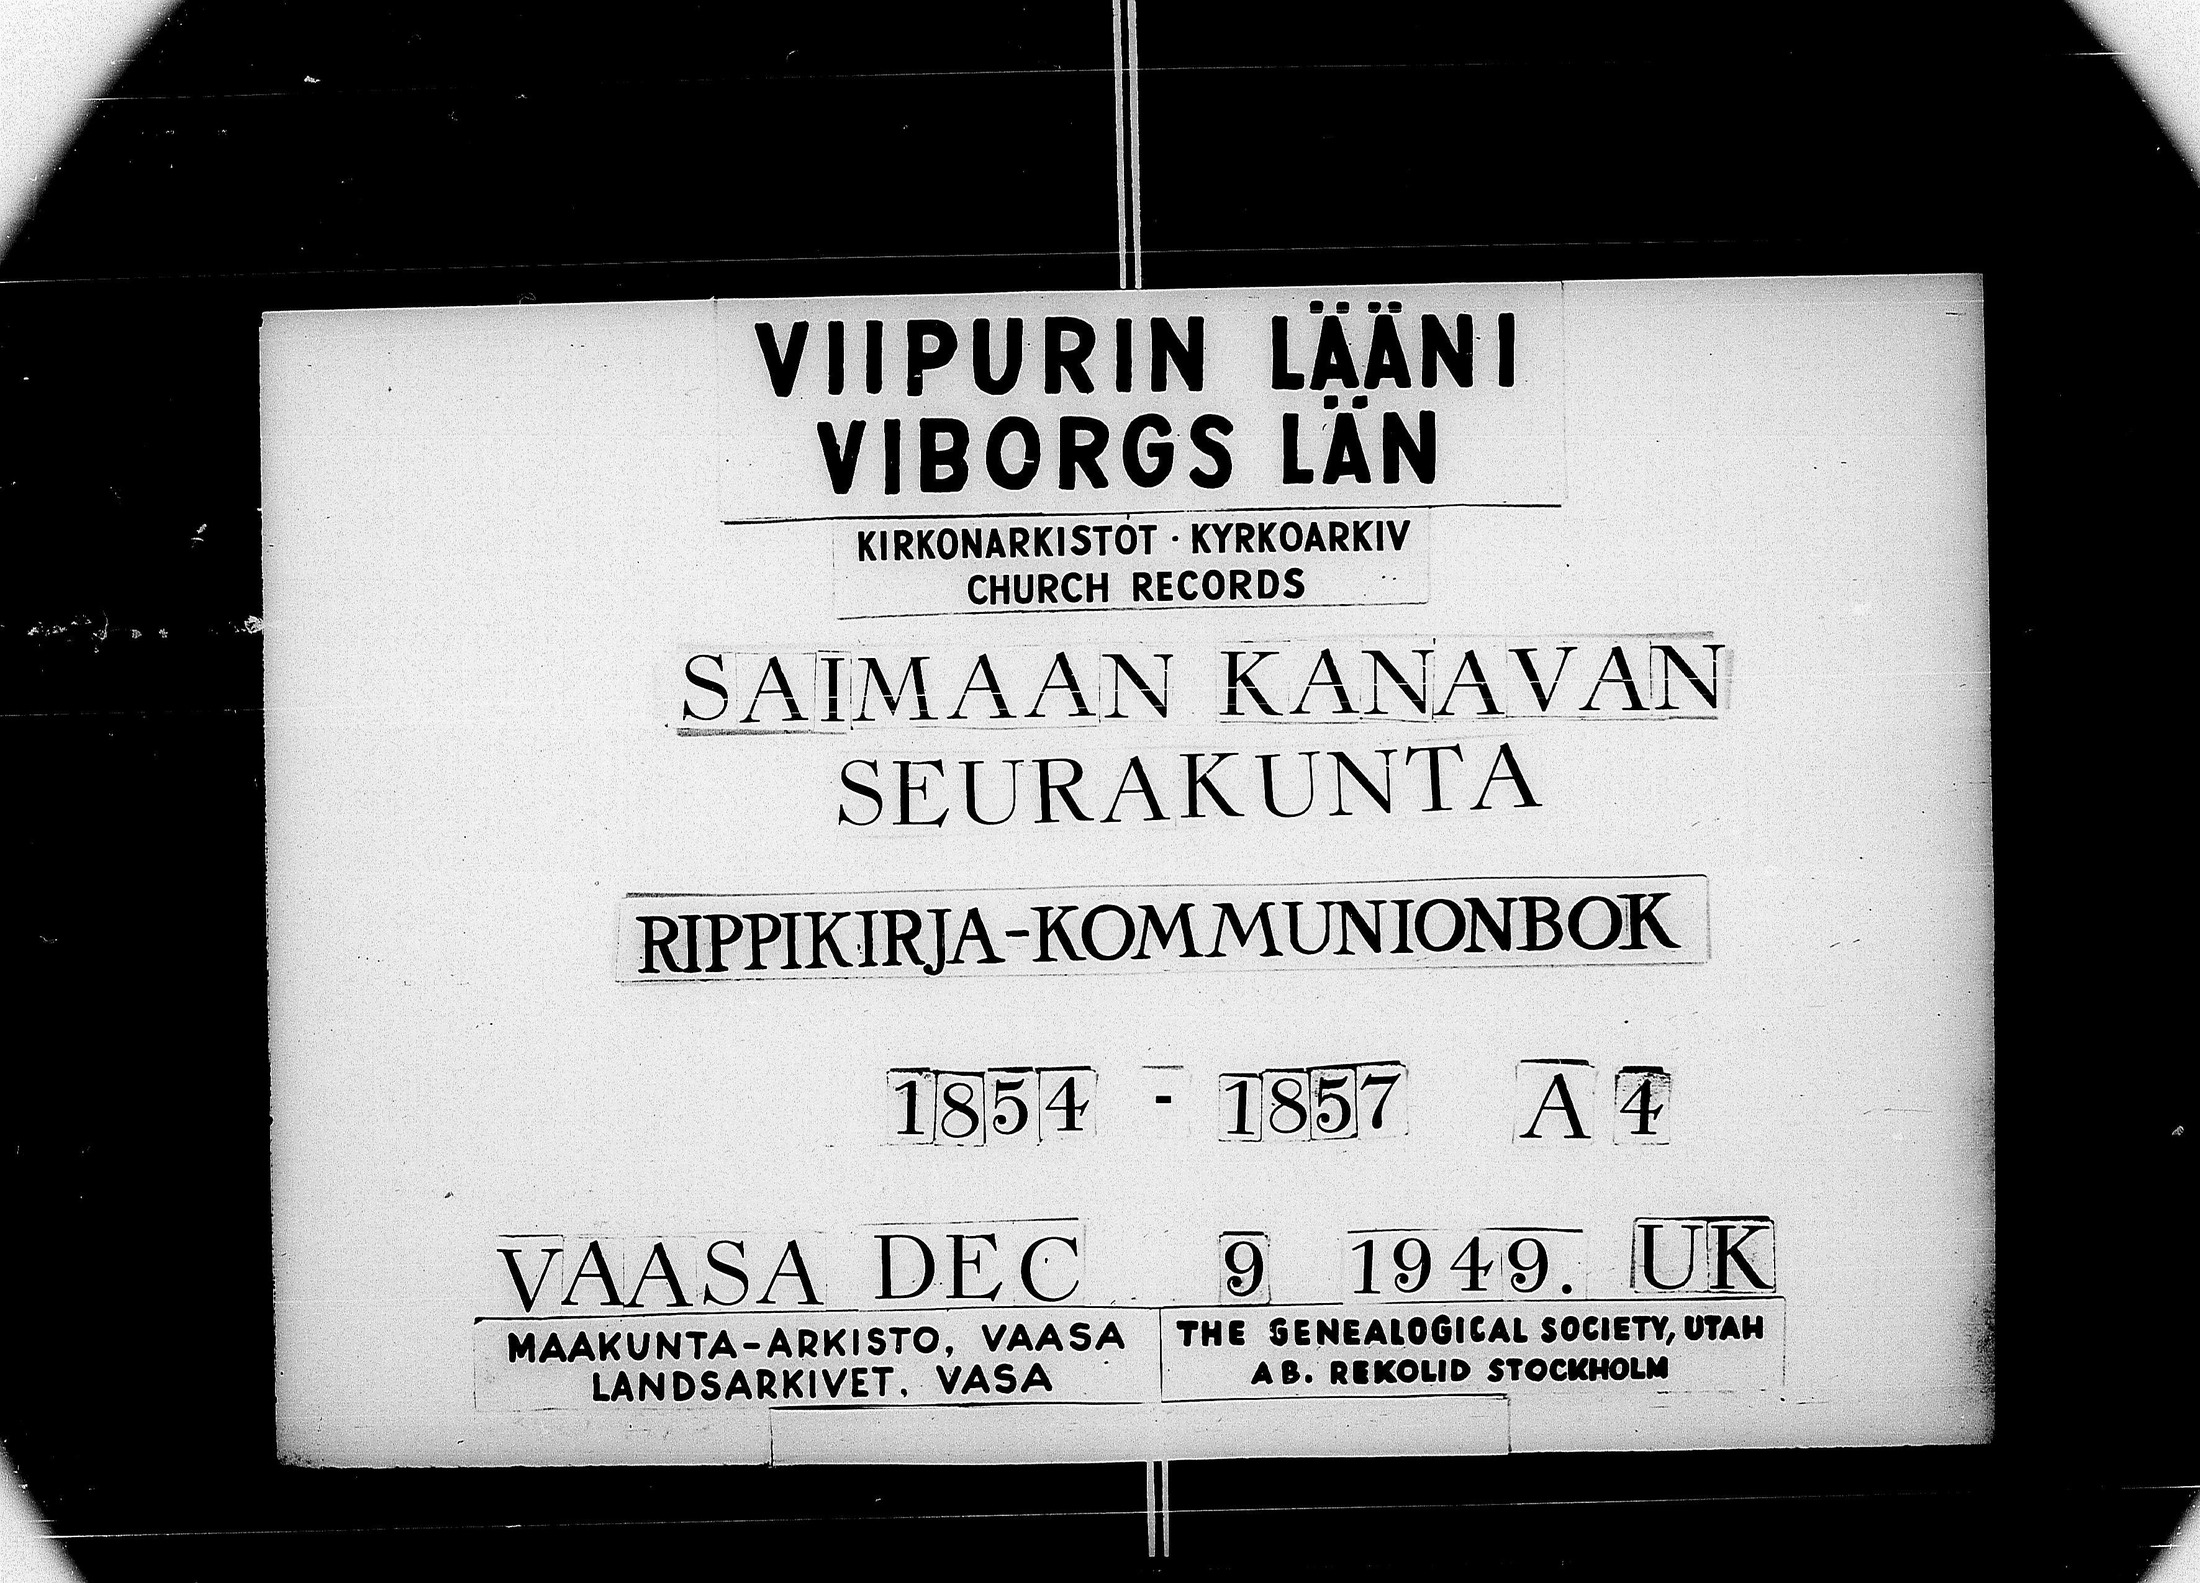 VIIPURIN LÄÄNI
VIBORGS LÄN
KIRKONARKISTOT · KYRKOARKIV
CHURCH RECORDS
SAIMAAN KANAVAN
SEURAKUNTA
RIPPIKIRJA-KOMMUNIONBOK
1854 - 1857 A 4
VAASA DEC 9 1949. UK
MAAKUNTA-ARKISTO, VAASA
LANDSARKIVET, VASA
THE GENEALOGICAL SOCIETY, UTAH
AB. REKOLID STOCKHOLM